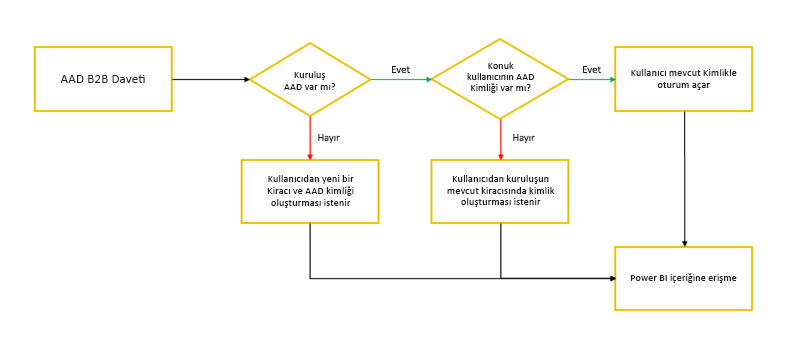 AAD B2B Daveti
Kuruluş
AAD var mı?
Evet
Konuk
kullanıcının AAD
Kimliği var mı?
Evet
Kullanıcı mevcut Kimlikle
oturum açar
Hayır
Hayır
Kullanıcıdan yeni bir
Kiracı ve AAD kimliği
oluşturması istenir
Kullanıcıdan kuruluşun
mevcut kiracısında kimlik
oluşturması istenir
Power BI içeriğine erişme